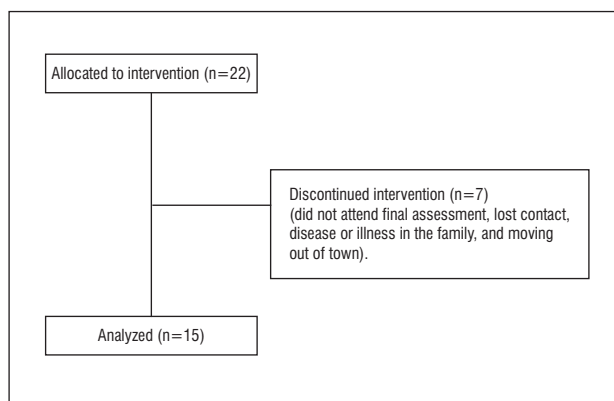 Allocated to intervention (n=22)
Discontinued intervention (n=7)
(did not attend final assessment, lost contact,
disease or illness in the family, and moving
out of town).
Analyzed (n=15)